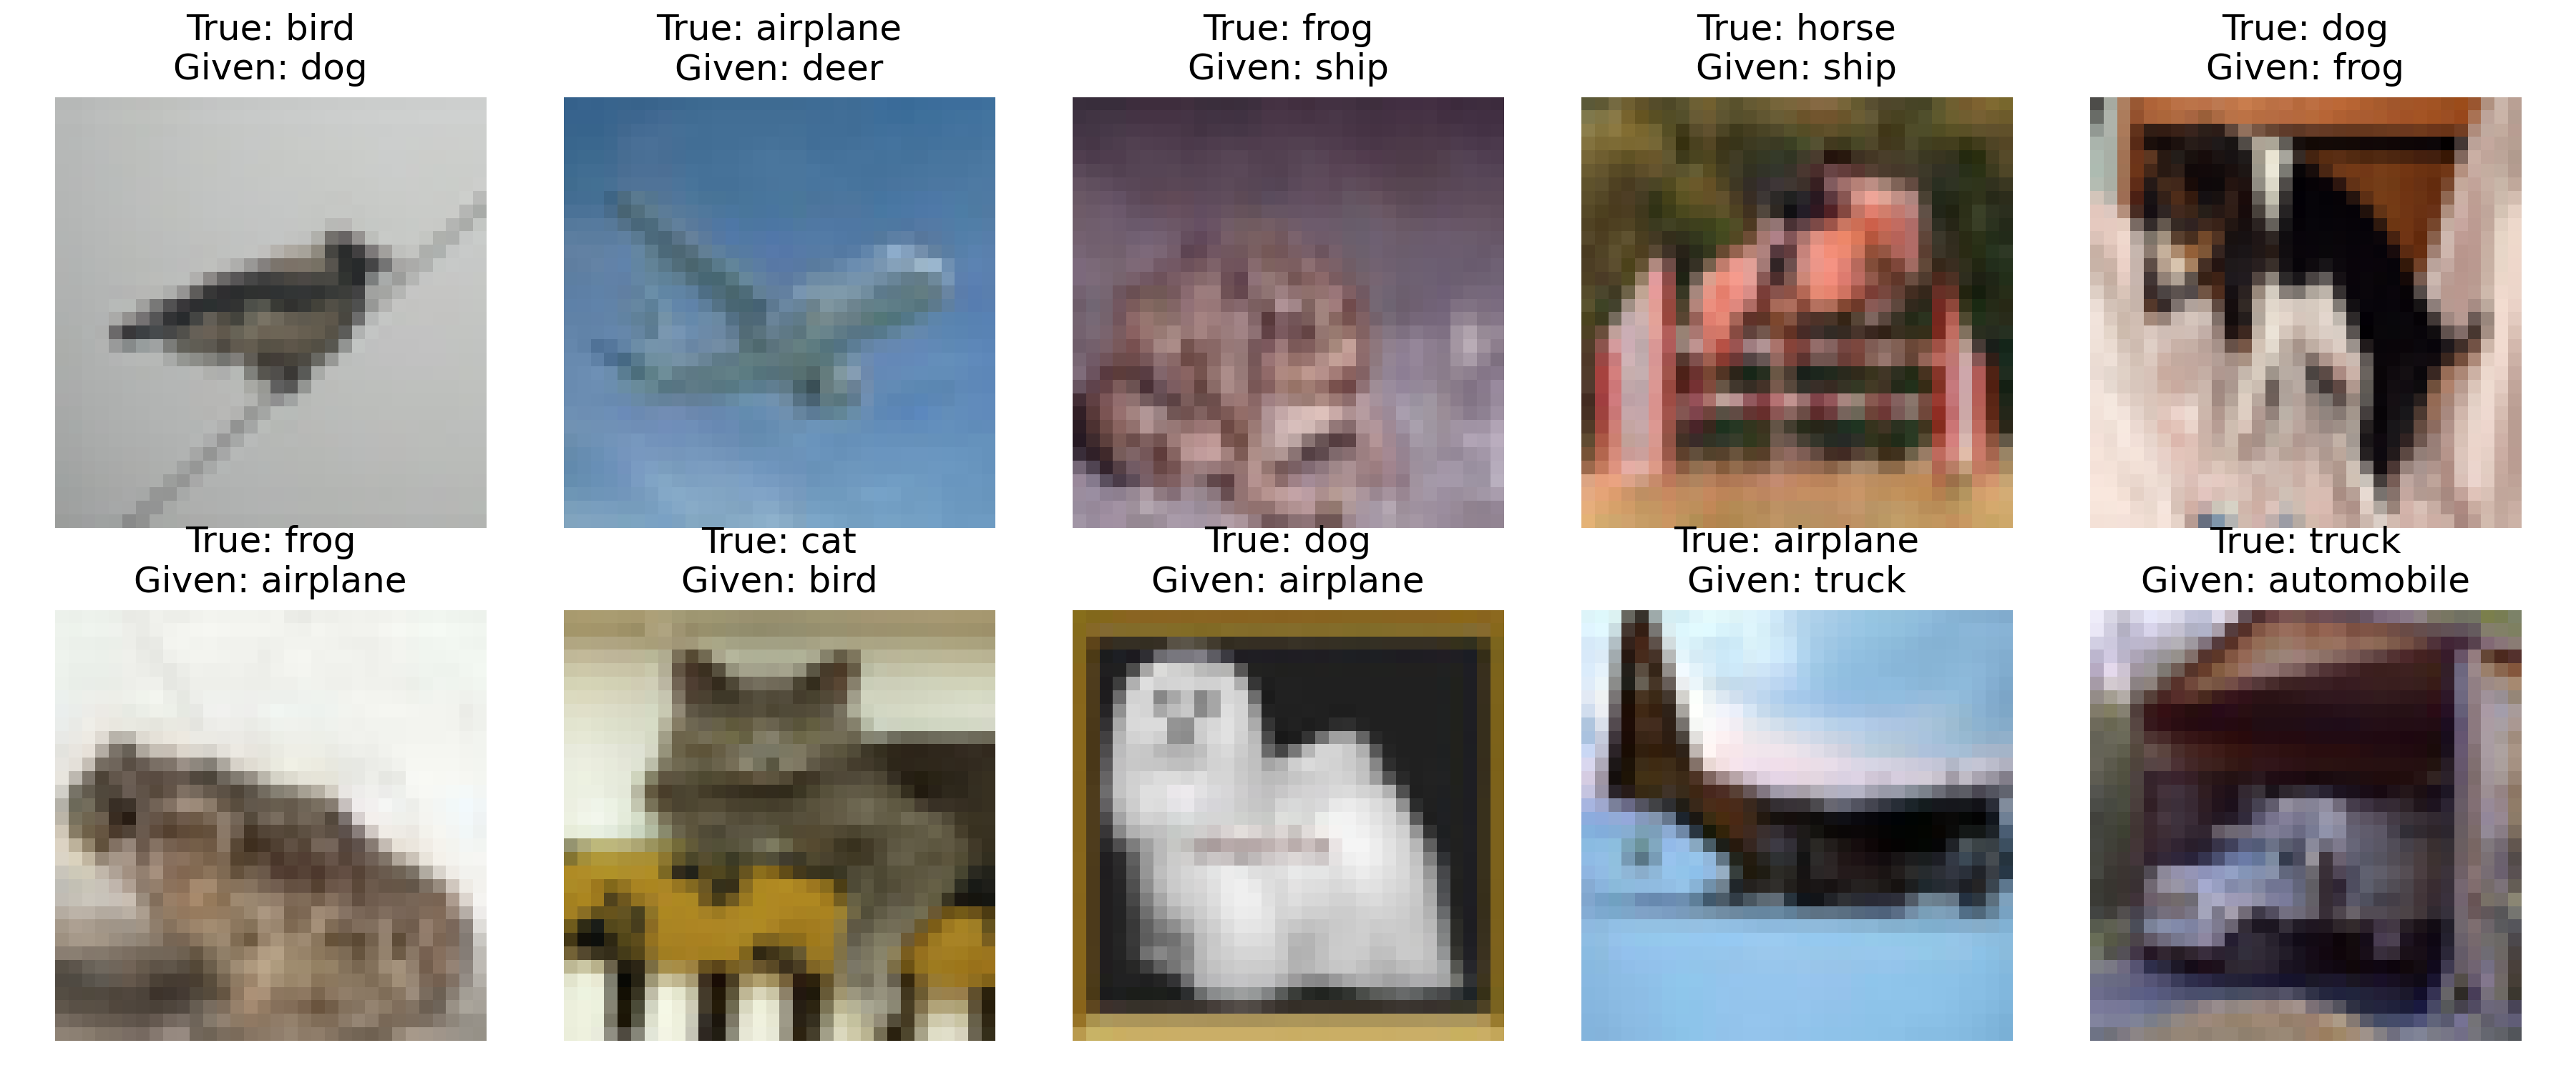 True: bird
Given: dog
True: airplane
Given: deer
True: frog
Given: ship
True: horse
Given: ship
True: dog
Given: frog
True: frog
Given: airplane
True: cat
Given: bird
True: dog
Given: airplane
True: airplane
Given: truck
True: truck
Given: automobile